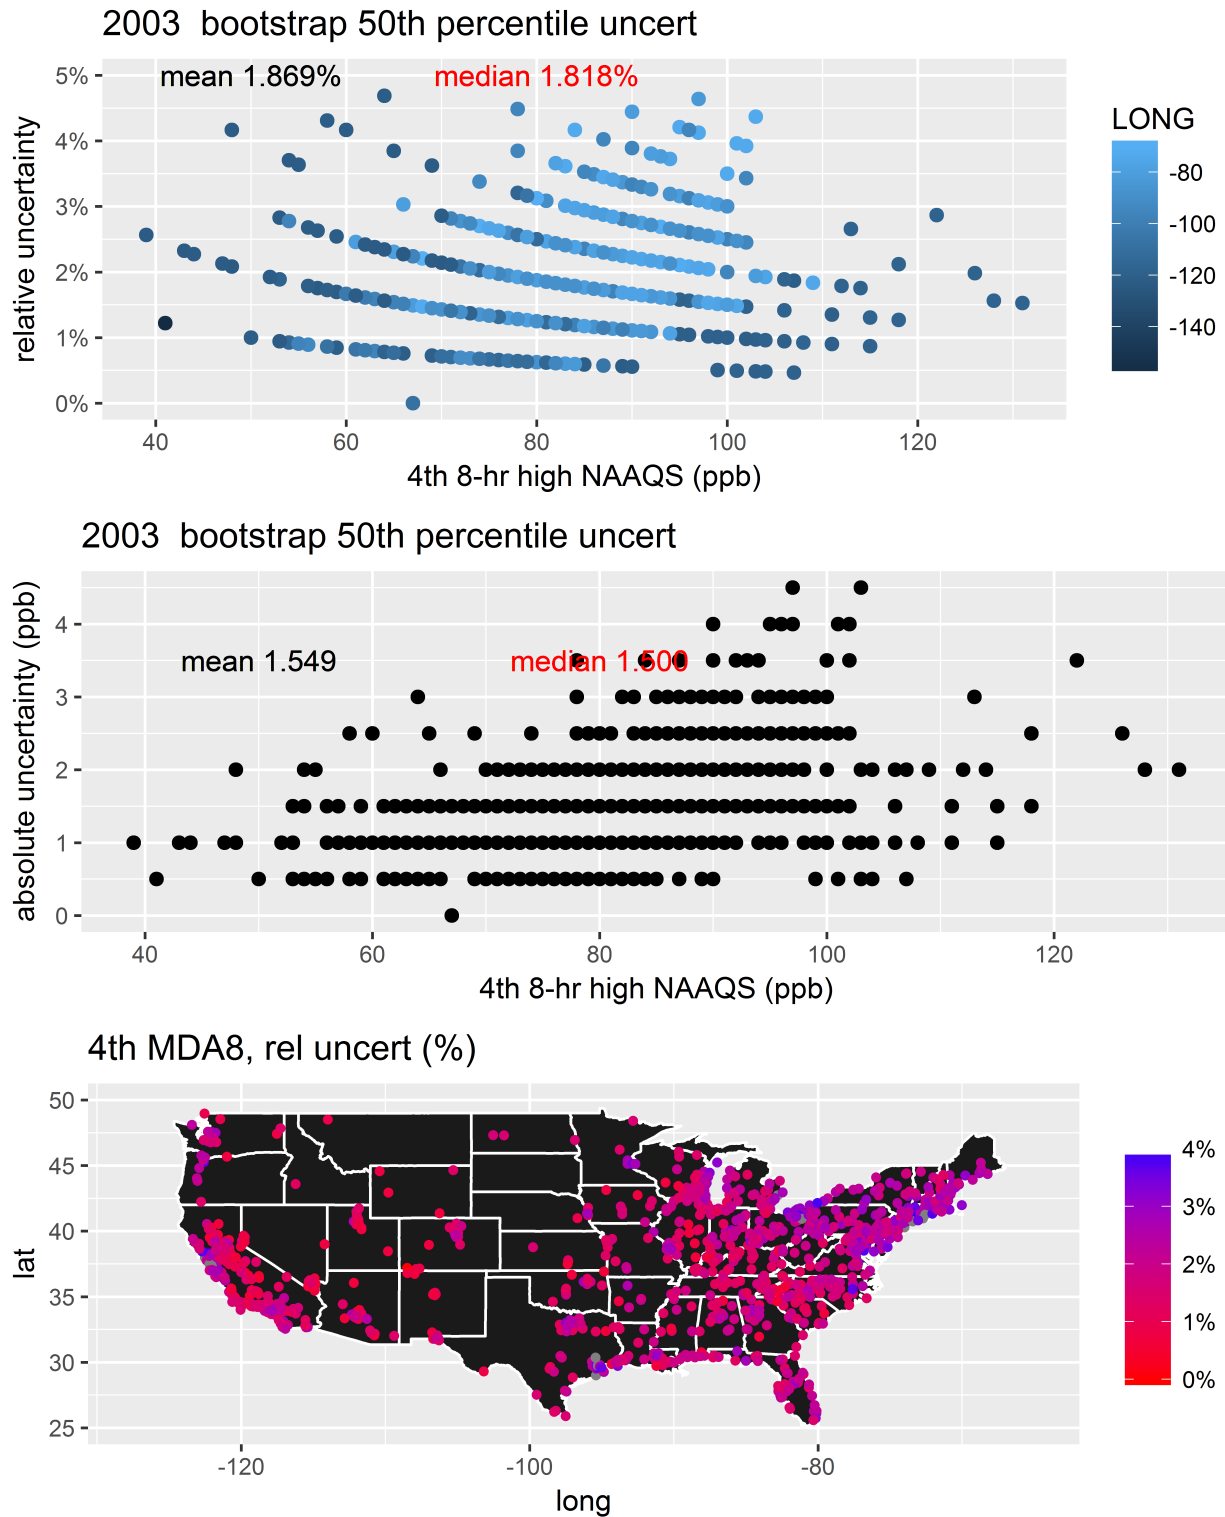 2003  bootstrap 50th percentile uncert
mean 1.869%
median 1.818%
relative uncertainty
5%
4%
3%
2%
1%
0%
40 60 80 100 120
4th 8-hr high NAAQS (ppb)
LONG
-80
-100
-120
-140
2003  bootstrap 50th percentile uncert
mean 1.549
median 1.500
absolute uncertainty (ppb)
4
3
2
1
0
40 60 80 100 120
4th 8-hr high NAAQS (ppb)
4th MDA8, rel uncert (%)
lat
50
45
40
35
30
25
-120 -100 -80
long
4%
3%
2%
1%
0%